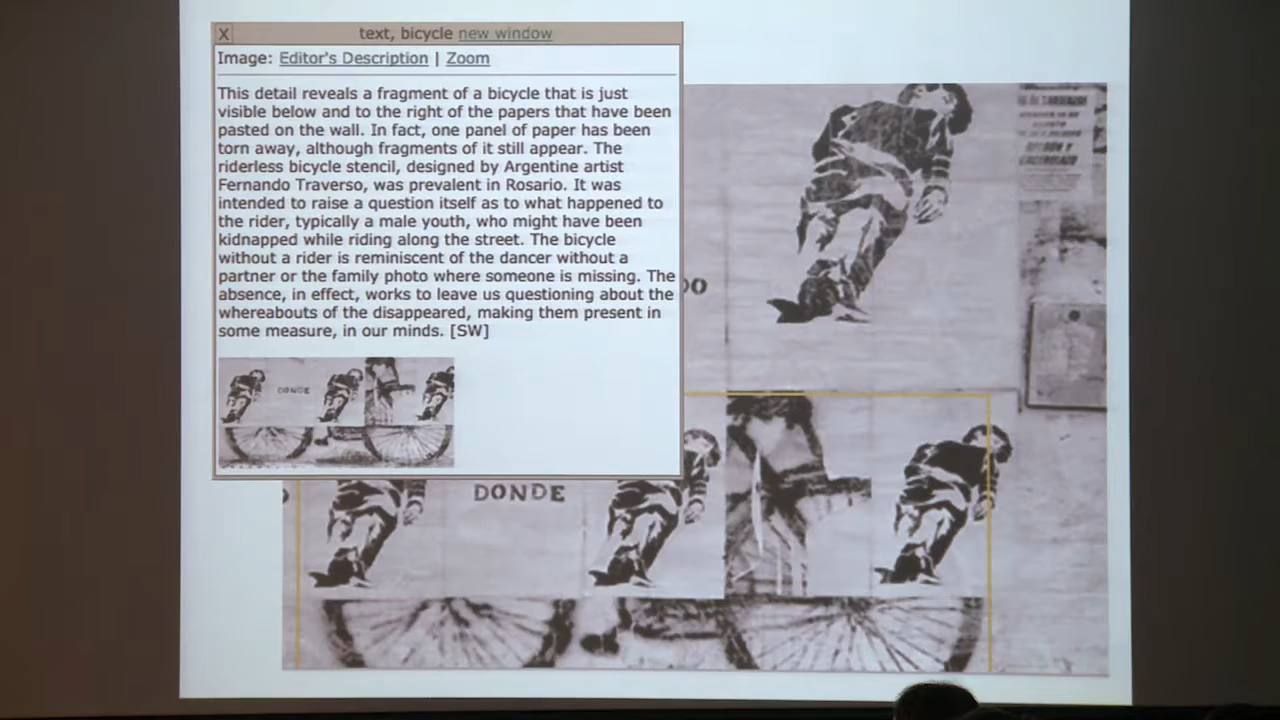 X text, bicycle new window
Image: Editor's Description | Zoom
This detail reveals a fragment of a bicycle that is just
visible below and to the right of the papers that have been
pasted on the wall. In fact, one panel of paper has been
torn away, although fragments of it still appear. The
riderless bicycle stencil, designed by Argentine artist
Fernando Traverso, was prevalent in Rosario. It was
intended to raise a question itself as to what happened to
the rider, typically a male youth, who might have been
kidnapped while riding along the street. The bicycle
without a rider is reminiscent of the dancer without a
partner or the family photo where someone is missing. The
absence, in effect, works to leave us questioning about the
whereabouts of the disappeared, making them present in
some measure, in our minds. [SW]
DONDE
DO
DONDE